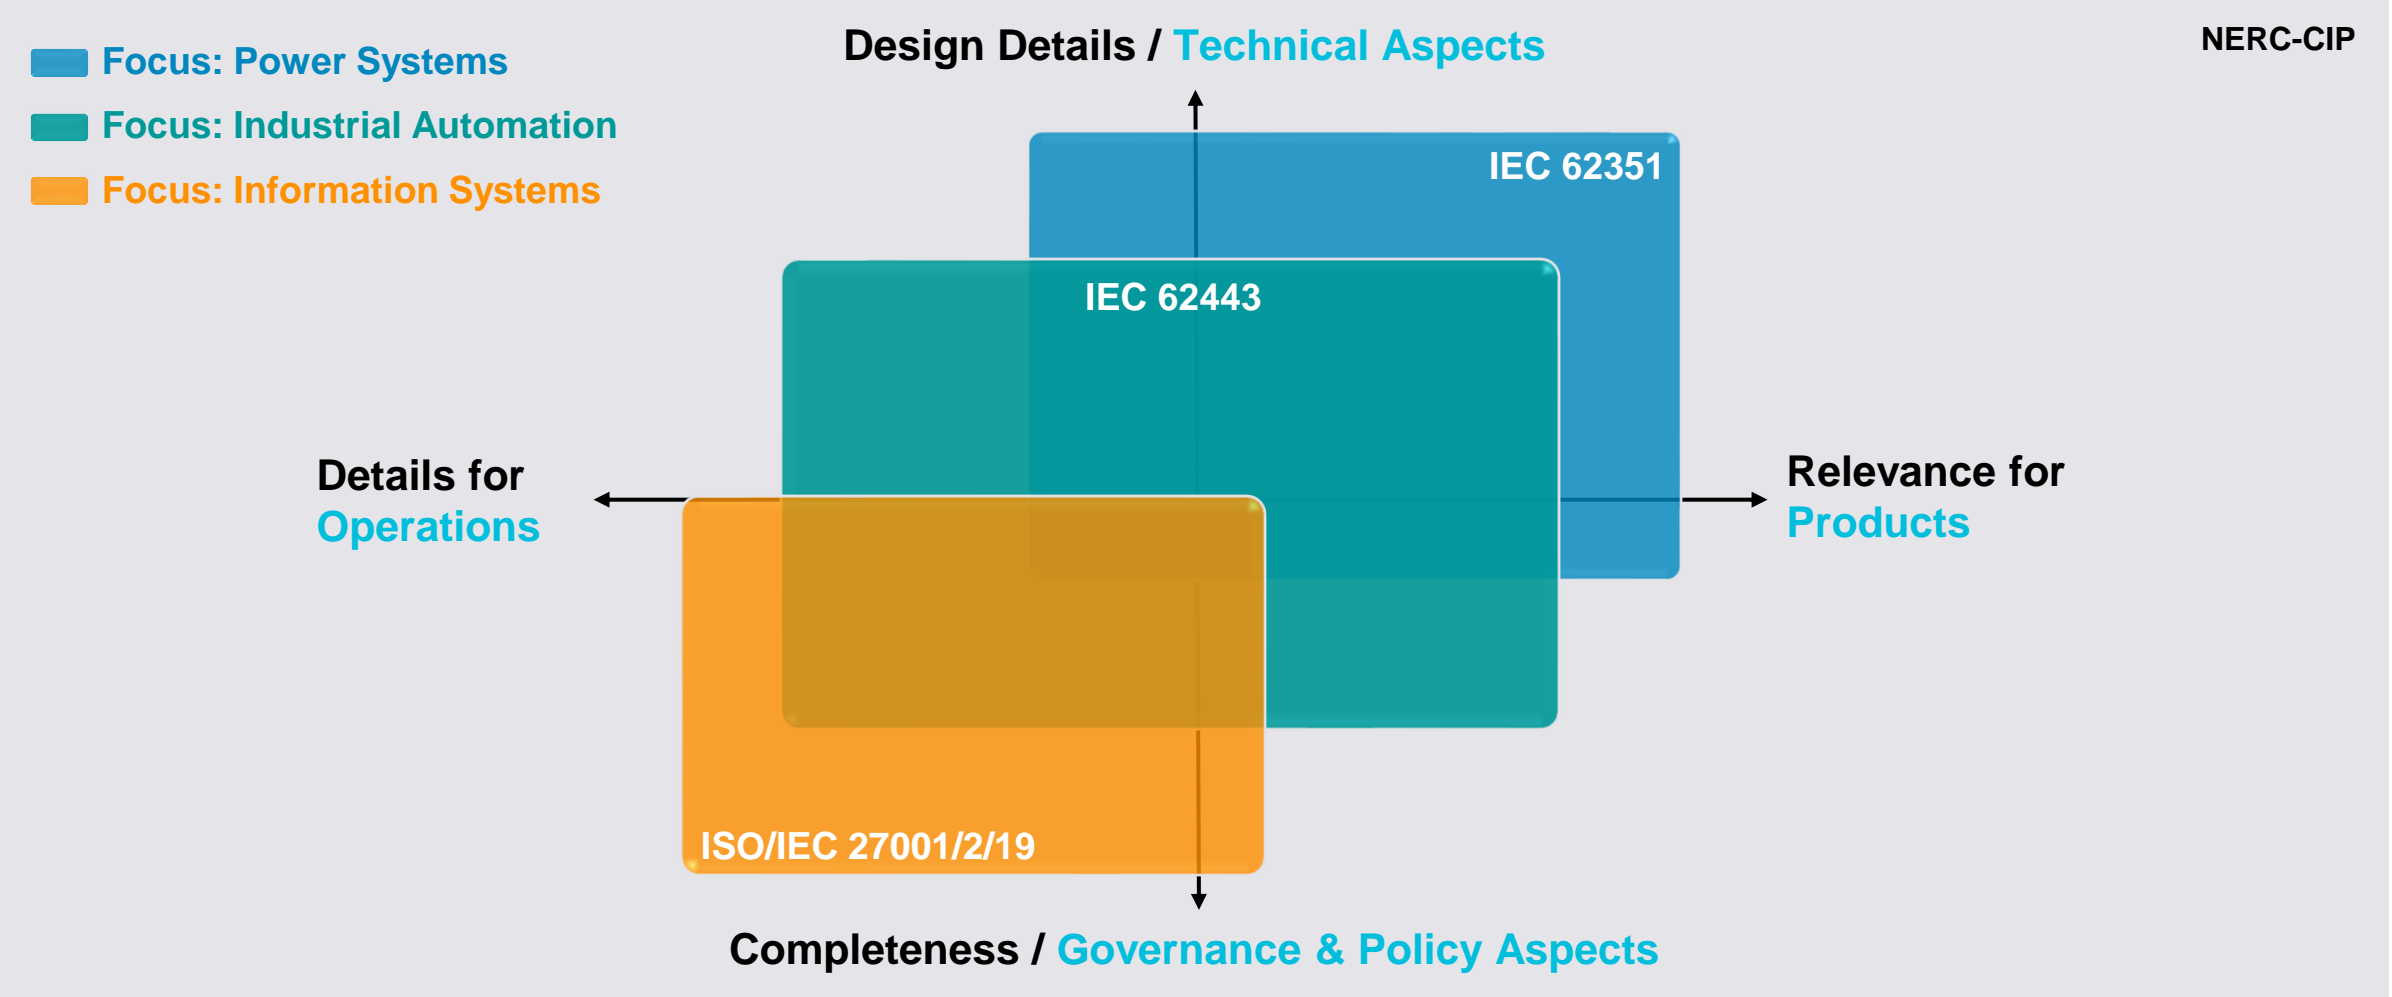 Focus: Power Systems
Focus: Industrial Automation
Focus: Information Systems
Design Details / Technical Aspects
NERC-CIP
IEC 62351
IEC 62443
Details for
Operations
Relevance for
Products
ISO/IEC 27001/2/19
Completeness / Governance & Policy Aspects